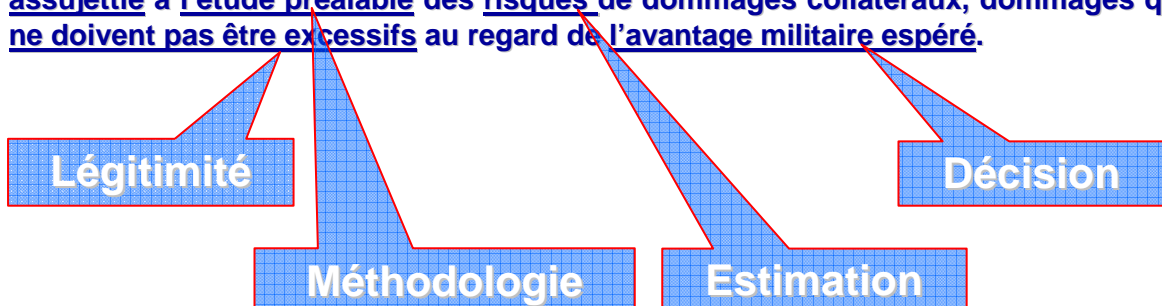 assujettie à l'étude préalable des risques de dommages collatéraux, dommages q
ne doivent pas être excessifs au regard de l'avantage militaire espéré.
Légitimité
Décision
Méthodologie
Estimation